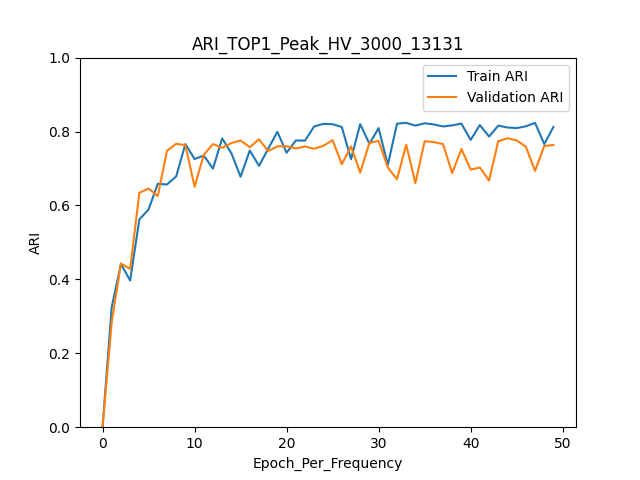 ARI_TOP1_Peak_HV_3000_13131
Train ARI
Validation ARI
1.0
0.8
0.6
0.4
0.2
0.0
ARI
0 10 20 30 40 50
Epoch_Per_Frequency